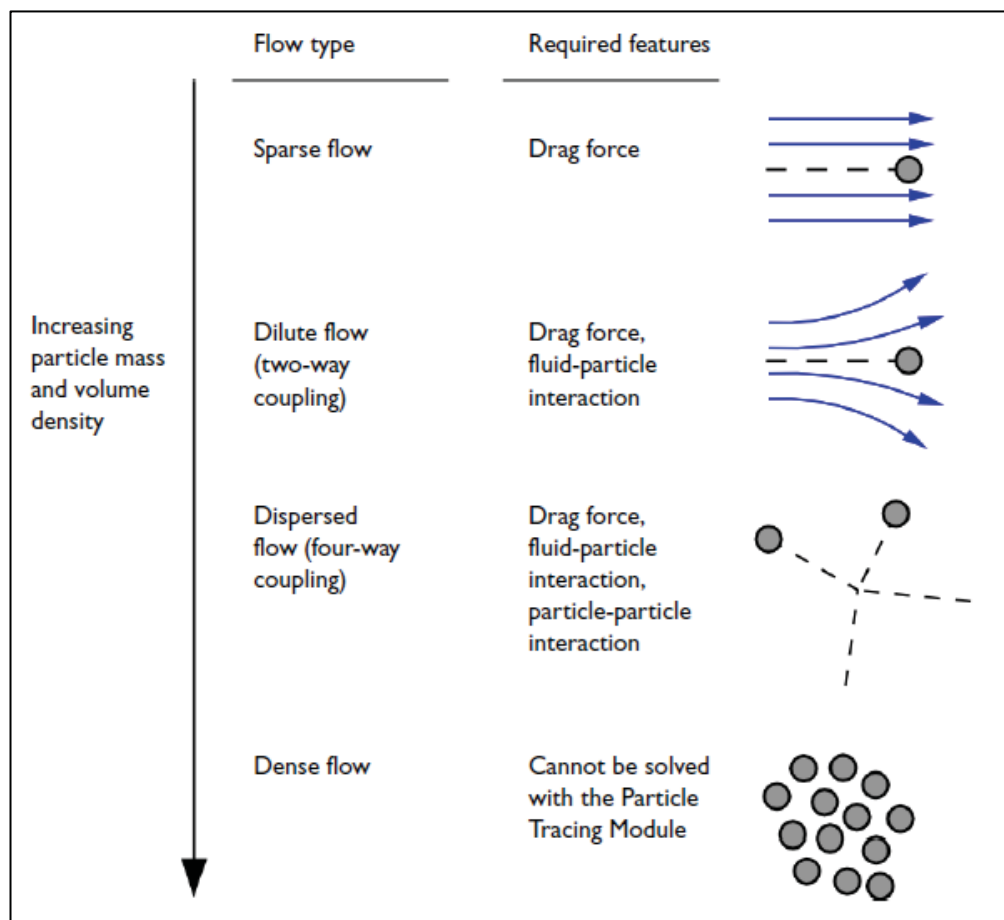 Flow type
Required features
Sparse flow
Drag force
Increasing
particle mass
and volume
density
Dilute flow
(two-way
coupling)
Drag force,
fluid-particle
interaction
Dispersed
flow (four-way
coupling)
Drag force,
fluid-particle
interaction,
particle-particle
interaction
Dense flow
Cannot be solved
with the Particle
Tracing Module